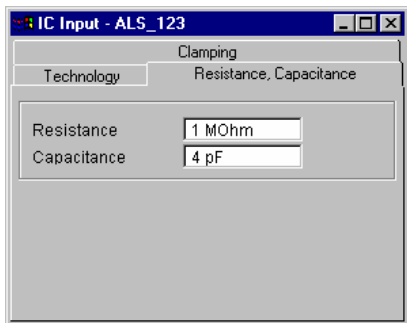 IC Input - ALS_123
Clamping
Technology Resistance, Capacitance
Resistance 1 MOhm
Capacitance 4 pF